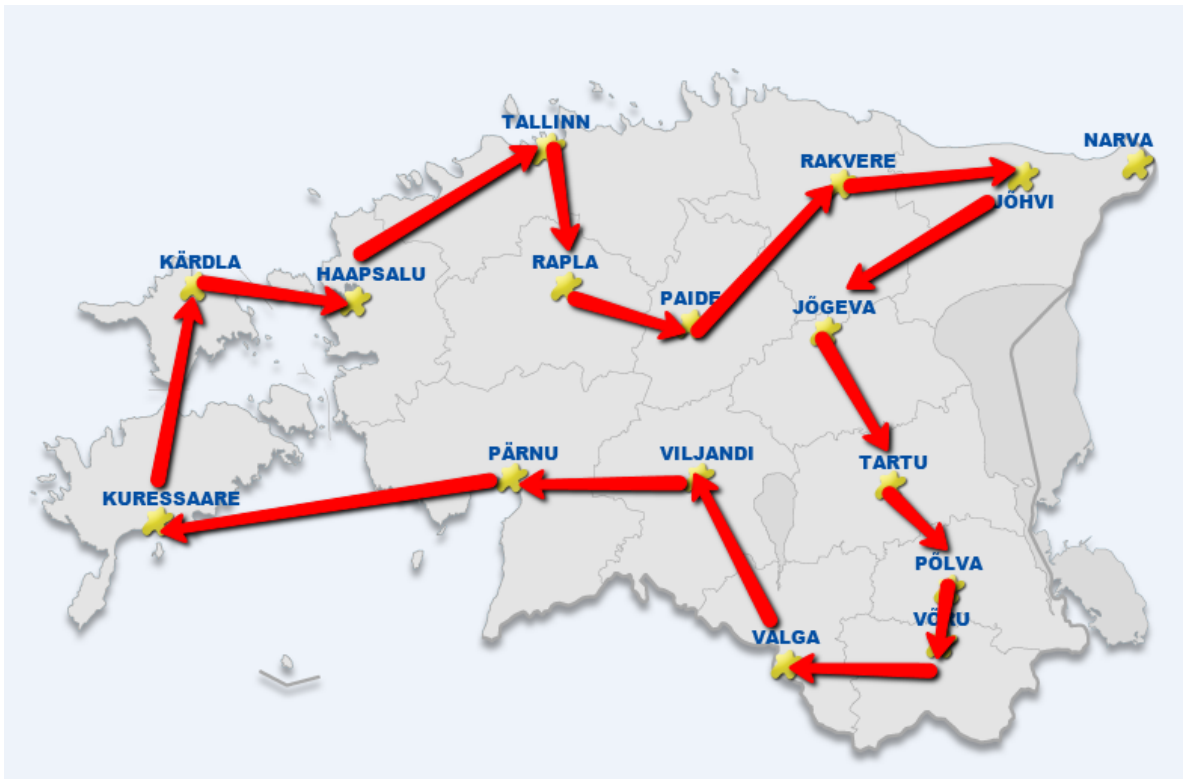 TALLINN
NARVA
RAKVERE
JÕHVI
KÄRDLA
HAAPSALU
RAPLA
PAIDE
JÕGEVA
PÄRNU
VILJANDI
TARTU
KURESSAARE
PÕLVA
VÕRU
VALGA